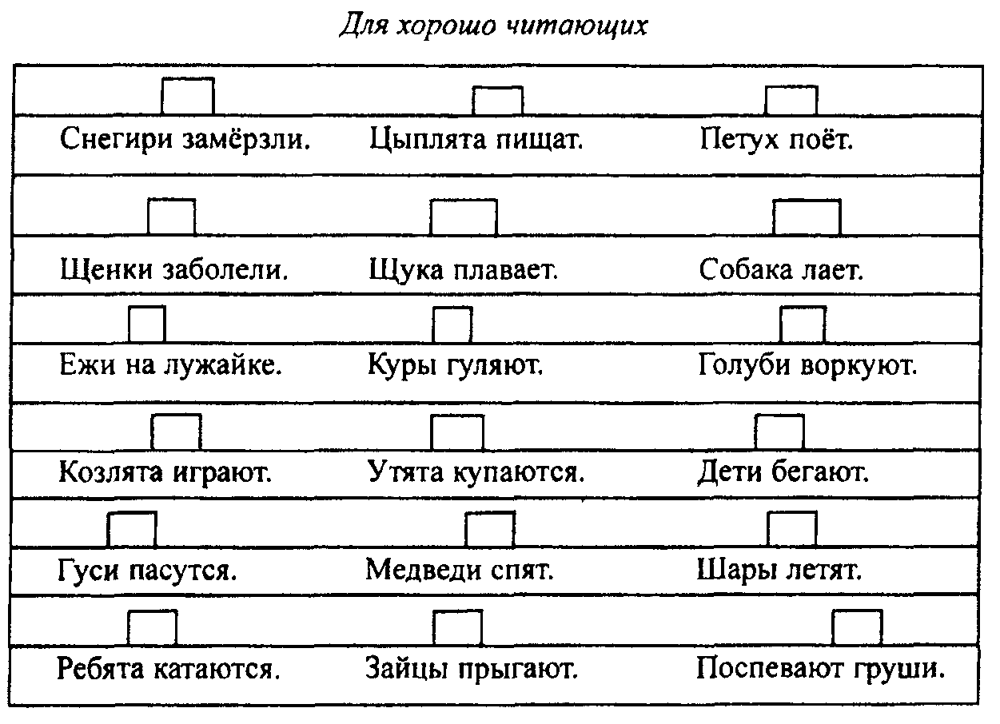 Для хорошо читающих
Снегири замёрзли. Цыплята пищат. Петух поёт.
Щенки заболели. Щука плавает. Собака лает.
Ежи на лужайке. Куры гуляют. Голуби воркуют.
Козлята играют. Утята купаются. Дети бегают.
Гуси пасутся. Медведи спят. Шары летят.
Ребята катаются. Зайцы прыгают. Поспевают груши.